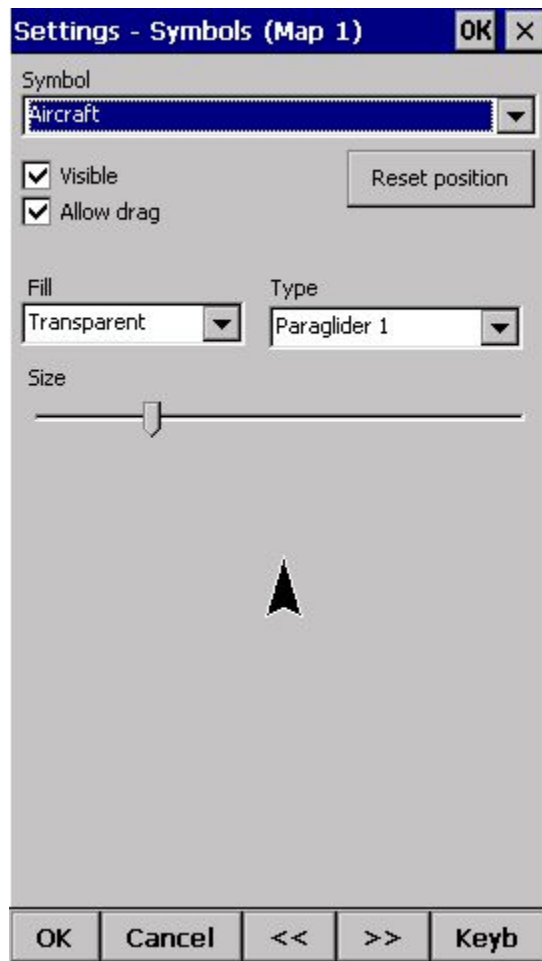 Settings - Symbols (Map 1) OK ×
Symbol
Aircraft
Visible
Reset position
Allow drag
Fill Type
Transparent Paraglider 1
Size
OK Cancel << >> Keyb